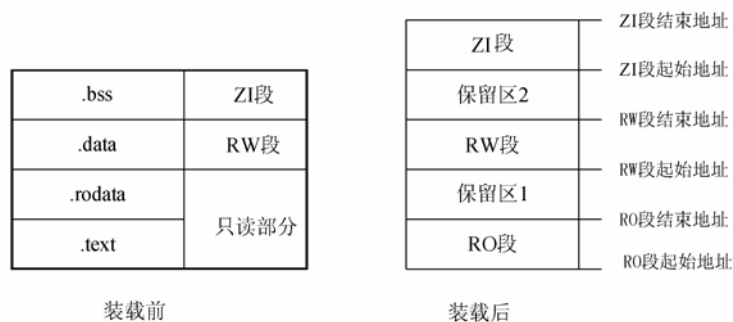 .bss ZI段
.data RW段
.rodata
只读部分
.text
装载前
ZI段
保留区2
RW段
保留区1
RO段
ZI段结束地址
ZI段起始地址
RW段结束地址
RW段起始地址
RO段结束地址
RO段起始地址
装载后